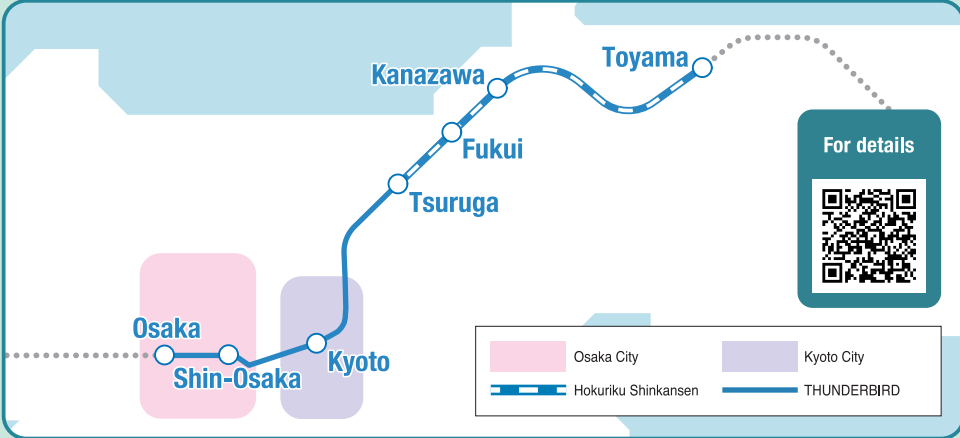 Toyama
Kanazawa
Fukui
Tsuruga
For details
Osaka
Shin-Osaka
Kyoto
Osaka City
Kyoto City
Hokuriku Shinkansen
THUNDERBIRD